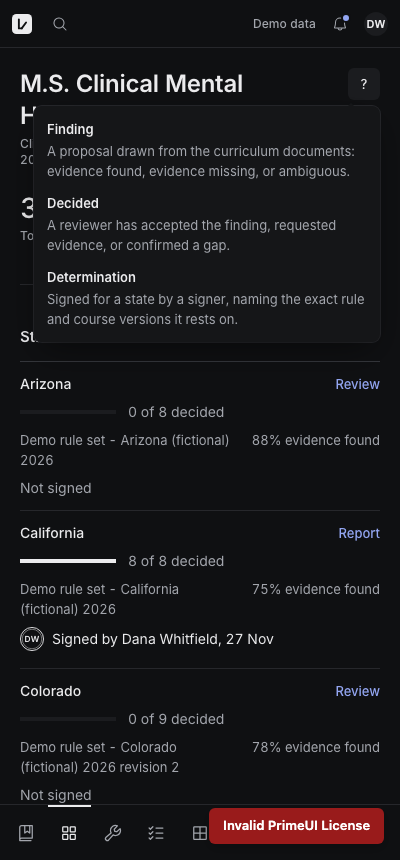 Demo data
DW
M.S. Clinical Mental
?
H
Finding
A proposal drawn from the curriculum documents:
evidence found, evidence missing, or ambiguous.
Decided
A reviewer has accepted the finding, requested
evidence, or confirmed a gap.
Determination
Signed for a state by a signer, naming the exact rule
and course versions it rests on.
Arizona
Review
0 of 8 decided
Demo rule set - Arizona (fictional)
2026
88% evidence found
Not signed
California
Report
8 of 8 decided
Demo rule set - California
(fictional) 2026
75% evidence found
DW
Signed by Dana Whitfield, 27 Nov
Colorado
Review
0 of 9 decided
Demo rule set - Colorado
(fictional) 2026 revision 2
78% evidence found
Not signed
Invalid PrimeUI License